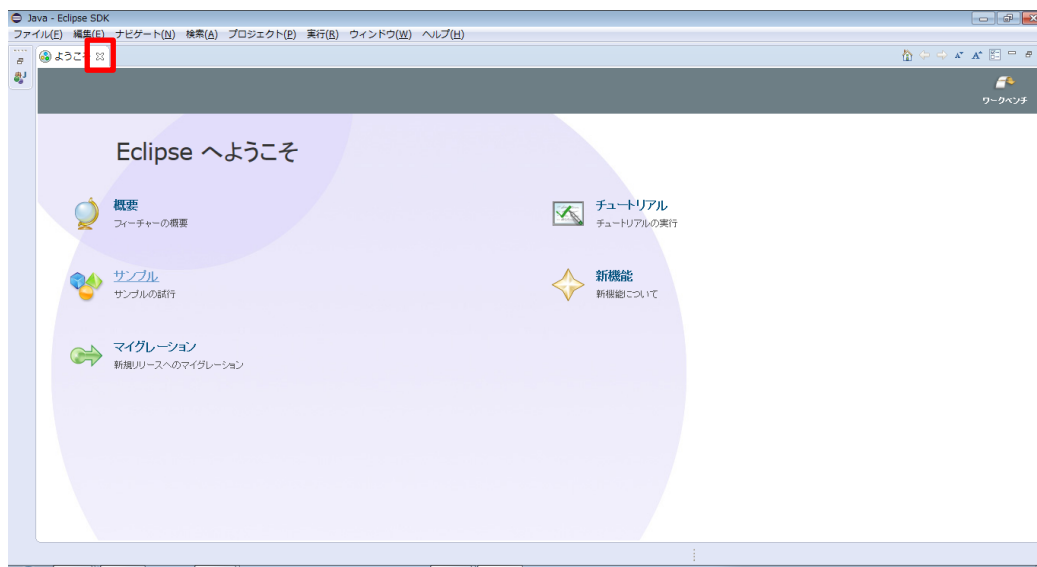 Java - Eclipse SDK
ファイル(F) 編集(E) ナビゲート(N) 検索(A) プロジェクト(P) 実行(R) ウィンドウ(W) ヘルプ(H)
ようこそ
ワークベンチ
Eclipse へようこそ
概要
フィーチャーの概要
チュートリアル
チュートリアルの実行
サンプル
サンプルの試行
新機能
新機能について
マイグレーション
新規リリースへのマイグレーション